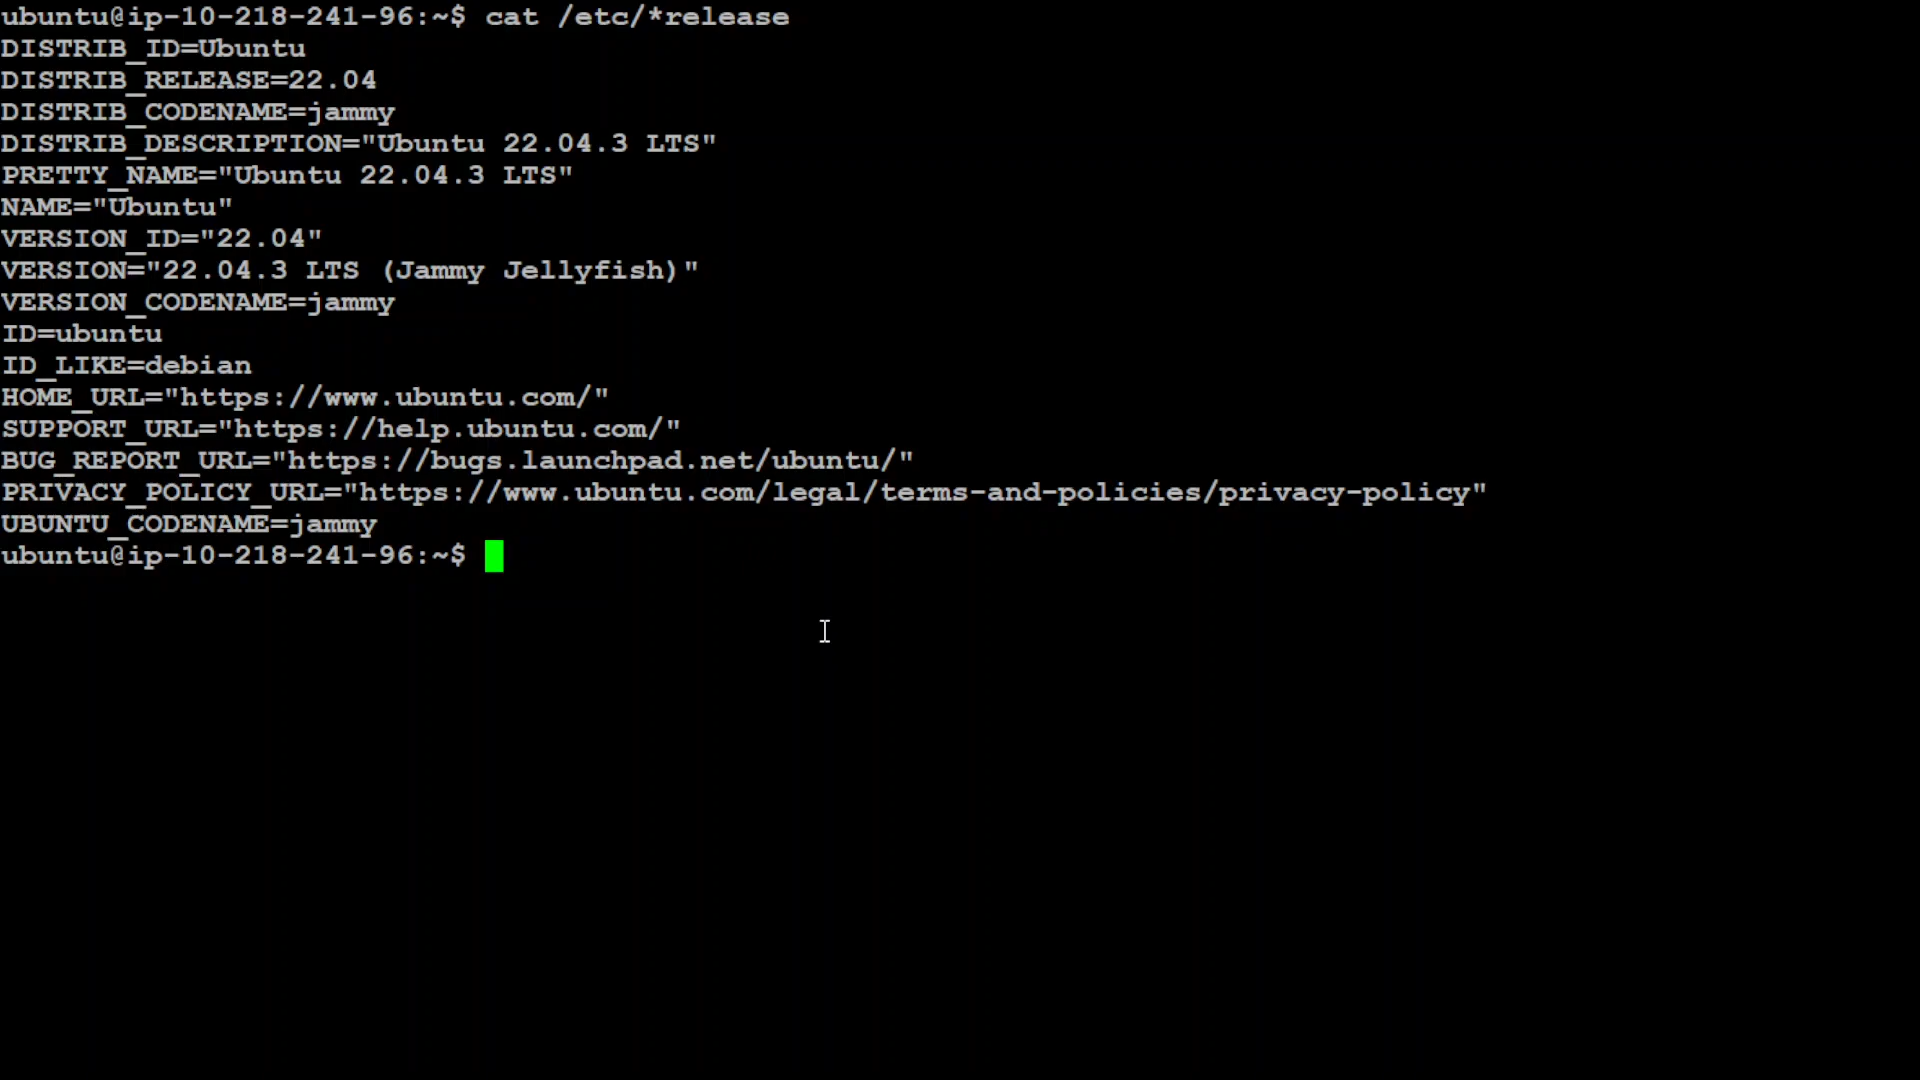 ubuntu@ip-10-218-241-96:~$ cat /etc/*release
DISTRIB_ID=Ubuntu
DISTRIB_RELEASE=22.04
DISTRIB_CODENAME=jammy
DISTRIB_DESCRIPTION="Ubuntu 22.04.3 LTS"
PRETTY_NAME="Ubuntu 22.04.3 LTS"
NAME="Ubuntu"
VERSION_ID="22.04"
VERSION="22.04.3 LTS (Jammy Jellyfish)"
VERSION_CODENAME=jammy
ID=ubuntu
ID_LIKE=debian
HOME_URL="https://www.ubuntu.com/"
SUPPORT_URL="https://help.ubuntu.com/"
BUG_REPORT_URL="https://bugs.launchpad.net/ubuntu/"
PRIVACY_POLICY_URL="https://www.ubuntu.com/legal/terms-and-policies/privacy-policy"
UBUNTU_CODENAME=jammy
ubuntu@ip-10-218-241-96:~$